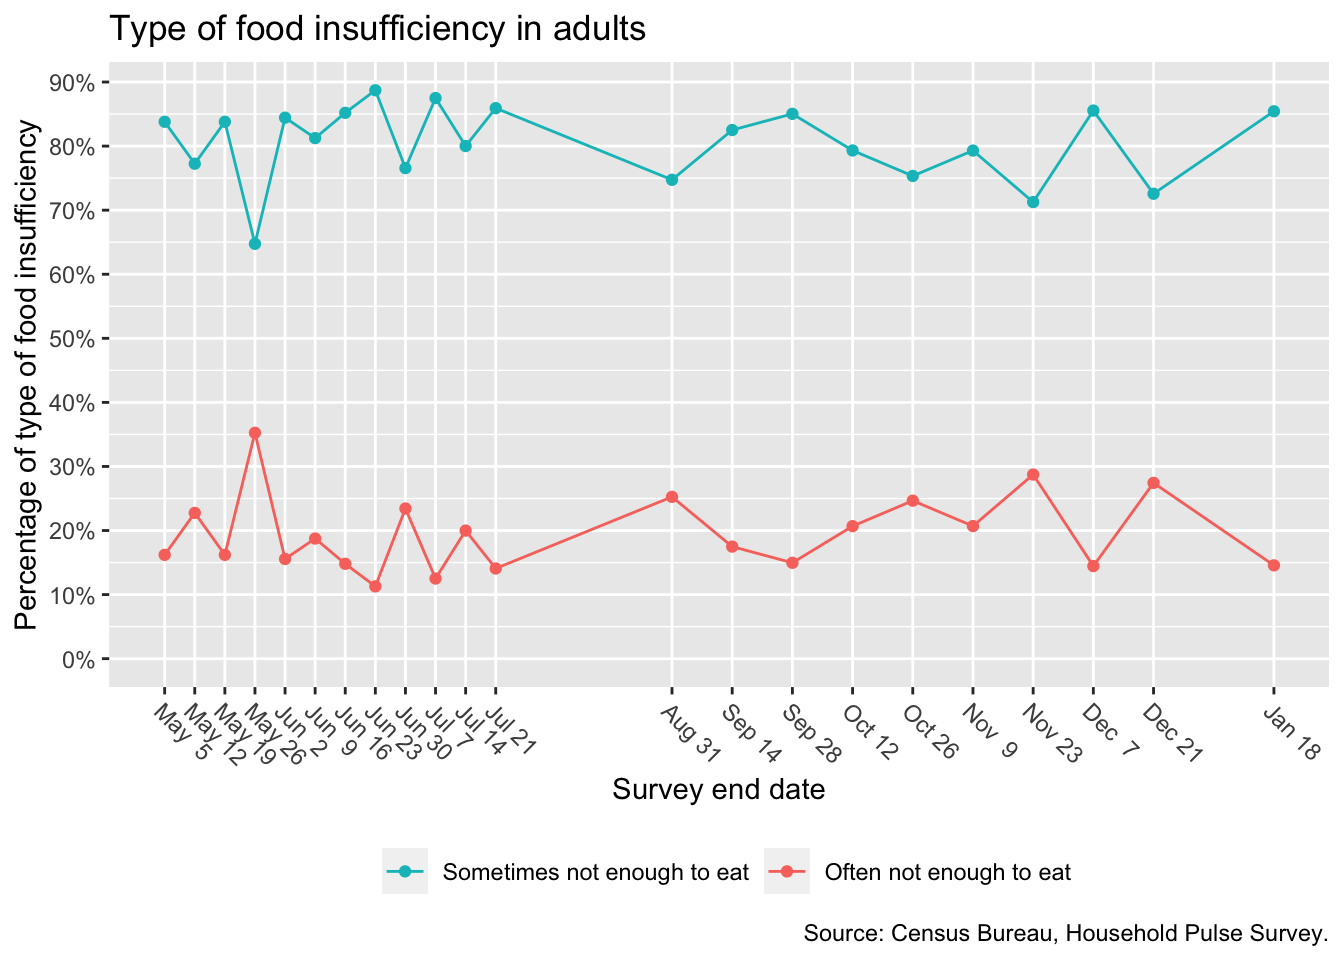 Type of food insufficiency in adults
Percentage of type of food insufficiency
90%
80%
70%
60%
50%
40%
30%
20%
10%
0%
May 5
May 12
May 19
May 26
Jun 2
Jun 9
Jun 16
Jun 23
Jun 30
Jul 7
Jul 14
Jul 21
Aug 31
Sep 14
Sep 28
Oct 12
Oct 26
Nov 9
Nov 23
Dec 7
Dec 21
Jan 18
Survey end date
Sometimes not enough to eat
Often not enough to eat
Source: Census Bureau, Household Pulse Survey.